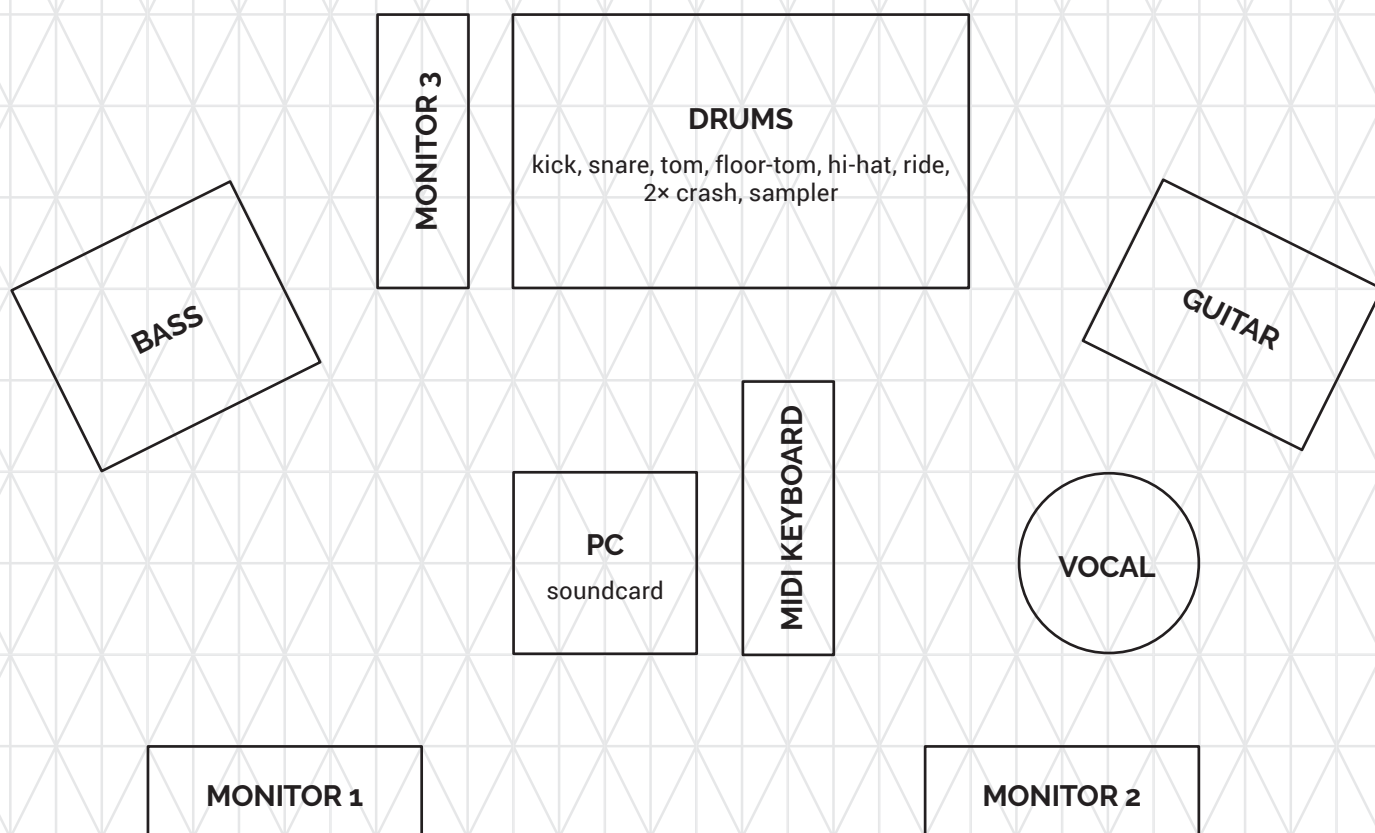 MONITOR 3
DRUMS
kick, snare, tom, floor-tom, hi-hat, ride,
2× crash, sampler
BASS
GUITAR
PC
soundcard
MIDI KEYBOARD
VOCAL
MONITOR 1
MONITOR 2